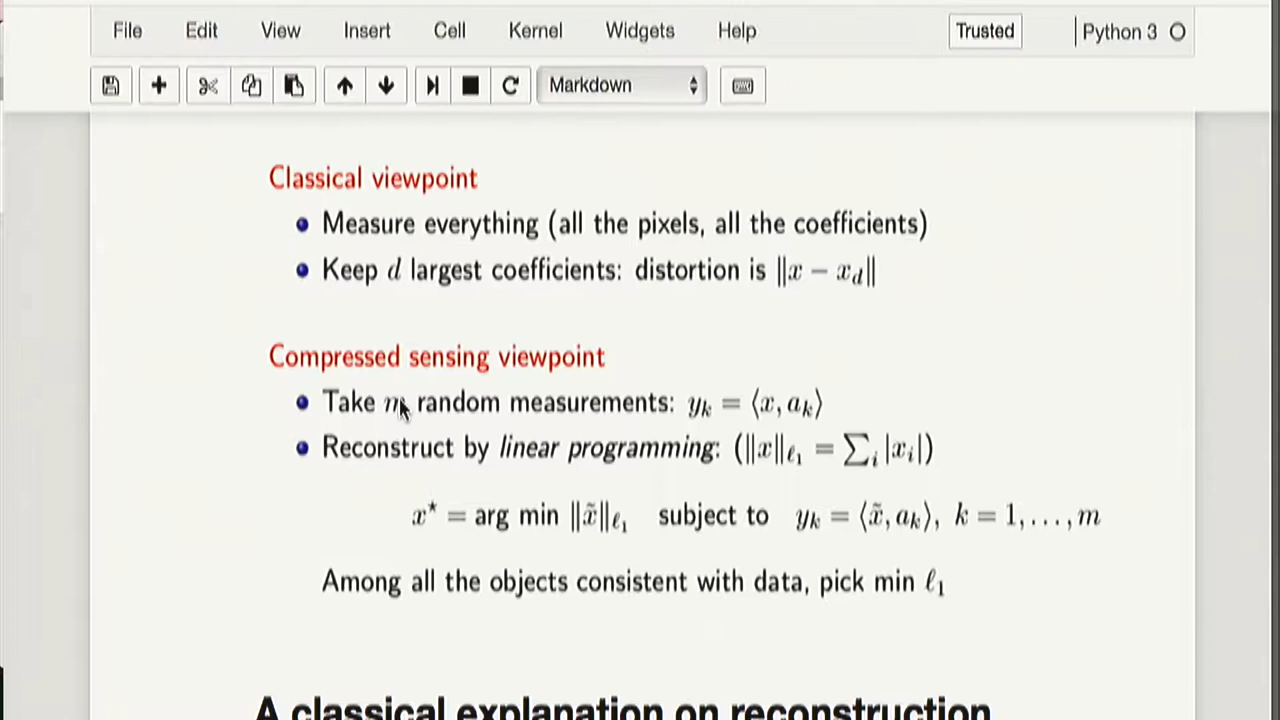 File Edit View Insert Cell Kernel Widgets Help Trusted Python 3
Markdown
Classical viewpoint
Measure everything (all the pixels, all the coefficients)
Keep d largest coefficients: distortion is ‖x − x_d‖
Compressed sensing viewpoint
Take m random measurements: y_k = ⟨x, a_k⟩
Reconstruct by linear programming: (‖x‖_ℓ₁ = ∑_i |x_i|)
x* = arg min ‖x̃‖_ℓ₁ subject to y_k = ⟨x̃, a_k⟩, k = 1, . . . , m
Among all the objects consistent with data, pick min ℓ₁
A classical explanation on reconstruction